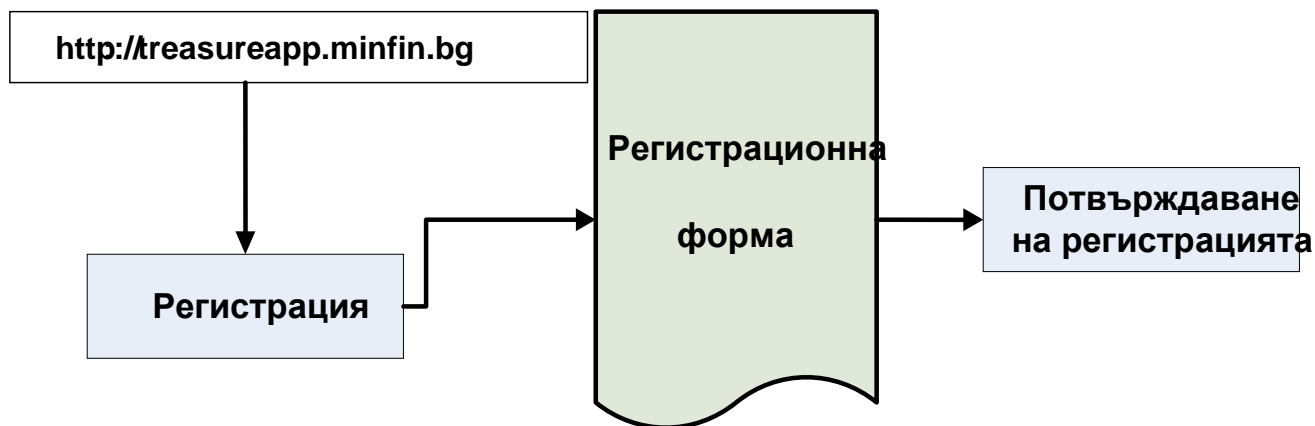 http://treasureapp.minfin.bg
Регистрация
Регистрационна
форма
Потвърждаване
на регистрацията